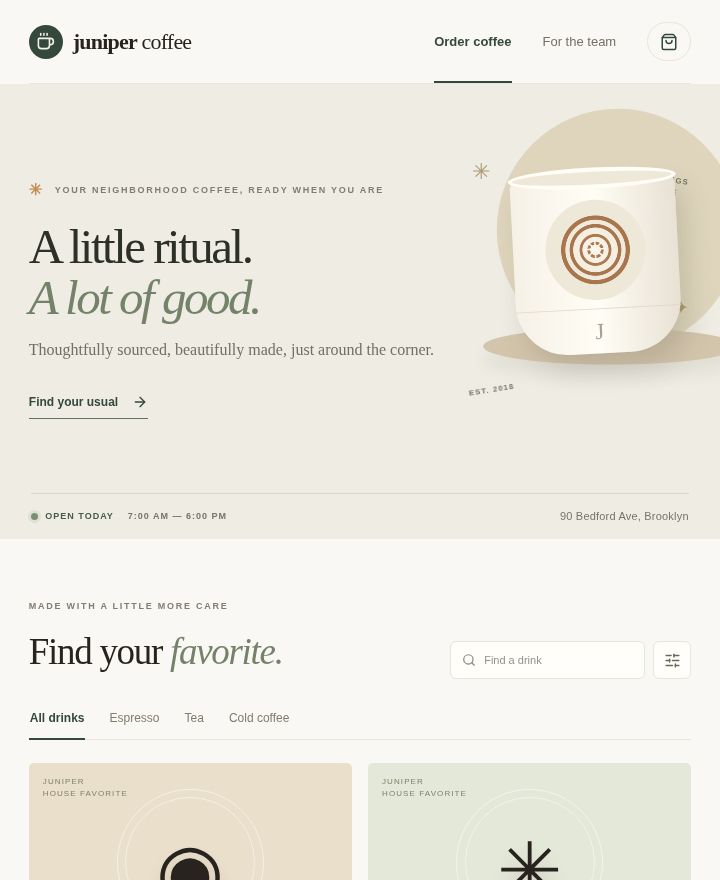 juniper coffee
Order coffee
For the team
YOUR NEIGHBORHOOD COFFEE, READY WHEN YOU ARE
A little ritual.
A lot of good.
Thoughtfully sourced, beautifully made, just around the corner.
Find your usual
J
EST. 2018
OPEN TODAY 7:00 AM — 6:00 PM
90 Bedford Ave, Brooklyn
MADE WITH A LITTLE MORE CARE
Find your favorite.
Find a drink
All drinks
Espresso
Tea
Cold coffee
JUNIPER
HOUSE FAVORITE
JUNIPER
HOUSE FAVORITE